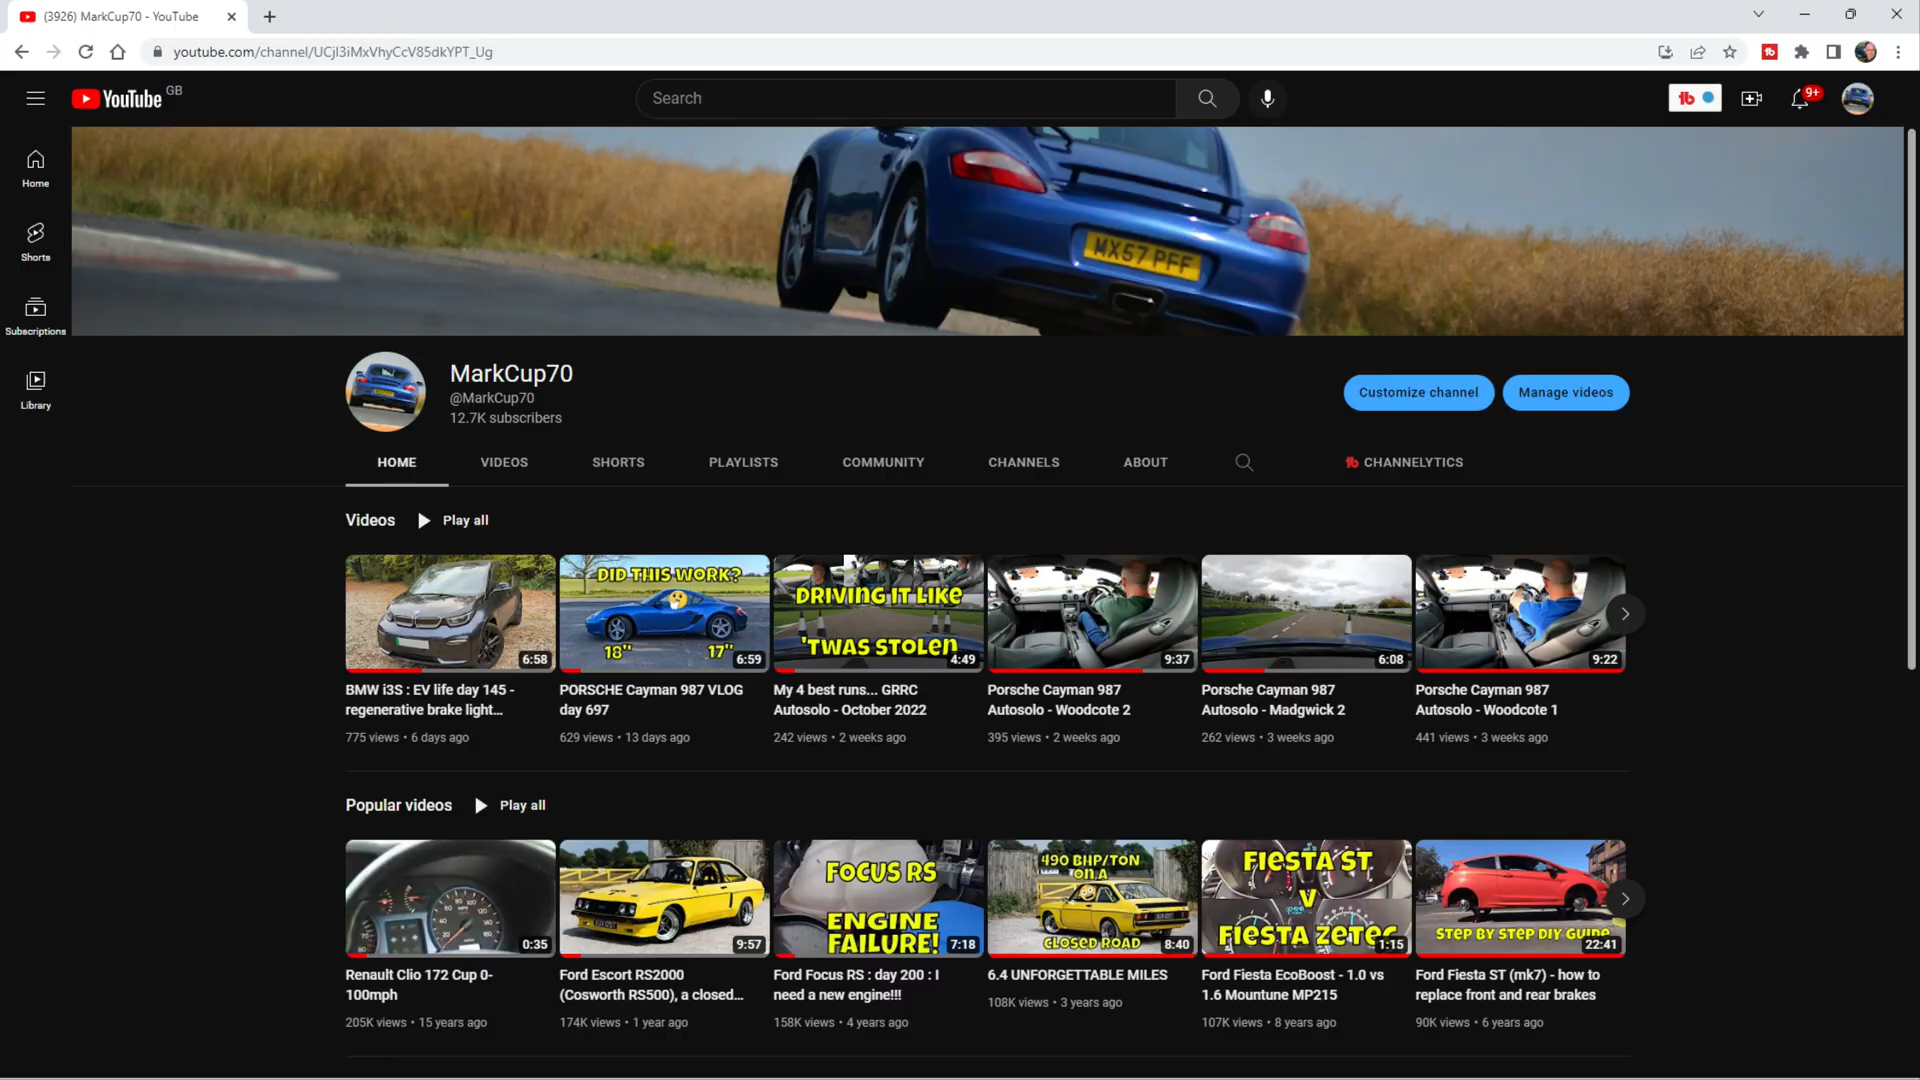 (3926) MarkCup70 - YouTube
youtube.com/channel/UCjI3iMxVhyCcV85dkYPT_Ug
YouTube GB
Search
9+
Home
Shorts
Subscriptions
Library
MX57 PFF
MarkCup70
@MarkCup70
12.7K subscribers
Customize channel
Manage videos
HOME
VIDEOS
SHORTS
PLAYLISTS
COMMUNITY
CHANNELS
ABOUT
CHANNELYTICS
Videos
Play all
6:58
BMW i3S : EV life day 145 -
regenerative brake light...
775 views • 6 days ago
DID THIS WORK?
18"
17"
6:59
PORSCHE Cayman 987 VLOG
day 697
629 views • 13 days ago
DRIVING IT LIKE
'TWAS STOLEN
4:49
My 4 best runs... GRRC
Autosolo - October 2022
242 views • 2 weeks ago
9:37
Porsche Cayman 987
Autosolo - Woodcote 2
395 views • 2 weeks ago
6:08
Porsche Cayman 987
Autosolo - Madgwick 2
262 views • 3 weeks ago
9:22
Porsche Cayman 987
Autosolo - Woodcote 1
441 views • 3 weeks ago
Popular videos
Play all
0:35
Renault Clio 172 Cup 0-
100mph
205K views • 15 years ago
9:57
Ford Escort RS2000
(Cosworth RS500), a closed...
174K views • 1 year ago
FOCUS RS
ENGINE
FAILURE!
7:18
Ford Focus RS : day 200 : I
need a new engine!!!
158K views • 4 years ago
490 BHP/TON
ON A
CLOSED ROAD
8:40
6.4 UNFORGETTABLE MILES
108K views • 3 years ago
FIESTA ST
V
FIESTA ZETEC
1:15
Ford Fiesta EcoBoost - 1.0 vs
1.6 Mountune MP215
107K views • 8 years ago
STEP BY STEP DIY GUIDE
22:41
Ford Fiesta ST (mk7) - how to
replace front and rear brakes
90K views • 6 years ago